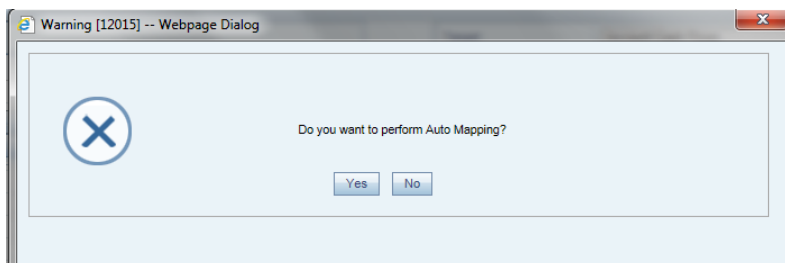 Warning [12015] -- Webpage Dialog
Do you want to perform Auto Mapping?
Yes No